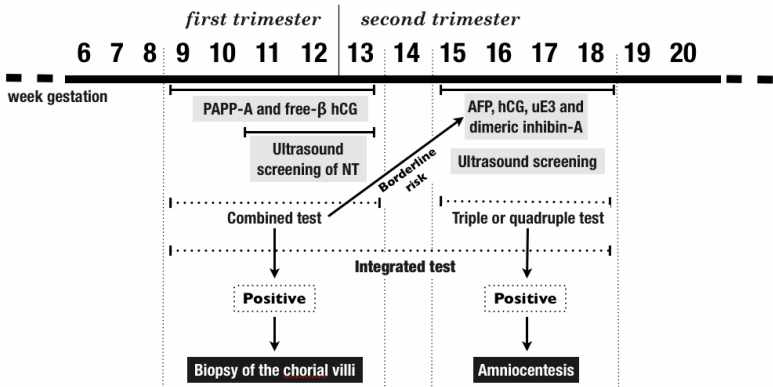 first trimester
second trimester
6 7 8 9 10 11 12 13 14 15 16 17 18 19 20
week gestation
PAPP-A and free-β hCG
AFP, hCG, uE3 and
dimeric inhibin-A
Ultrasound
screening of NT
Ultrasound screening
Borderline
risk
Combined test
Triple or quadruple test
Integrated test
Positive
Positive
Biopsy of the chorial villi
Amniocentesis